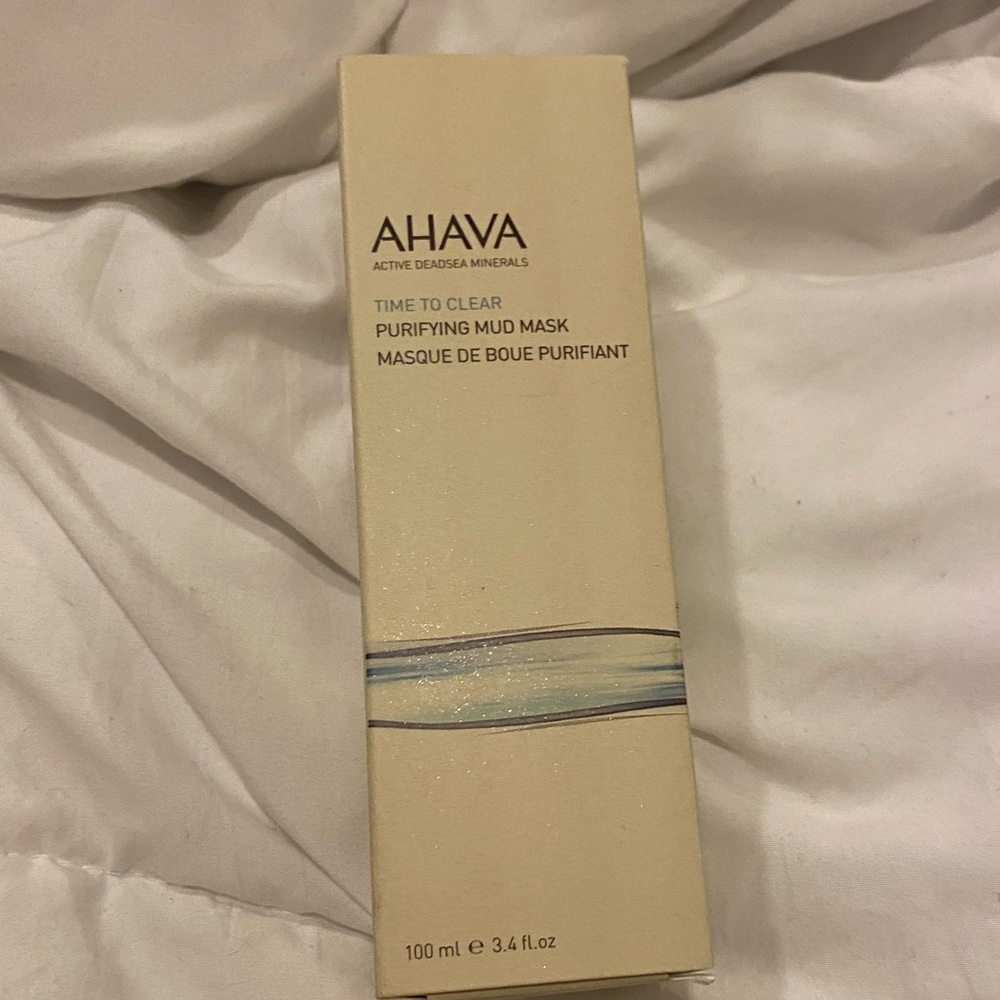 AHAVA
ACTIVE DEADSEA MINERALS
TIME TO CLEAR
PURIFYING MUD MASK
MASQUE DE BOUE PURIFIANT
100 ml ℮ 3.4 fl.oz